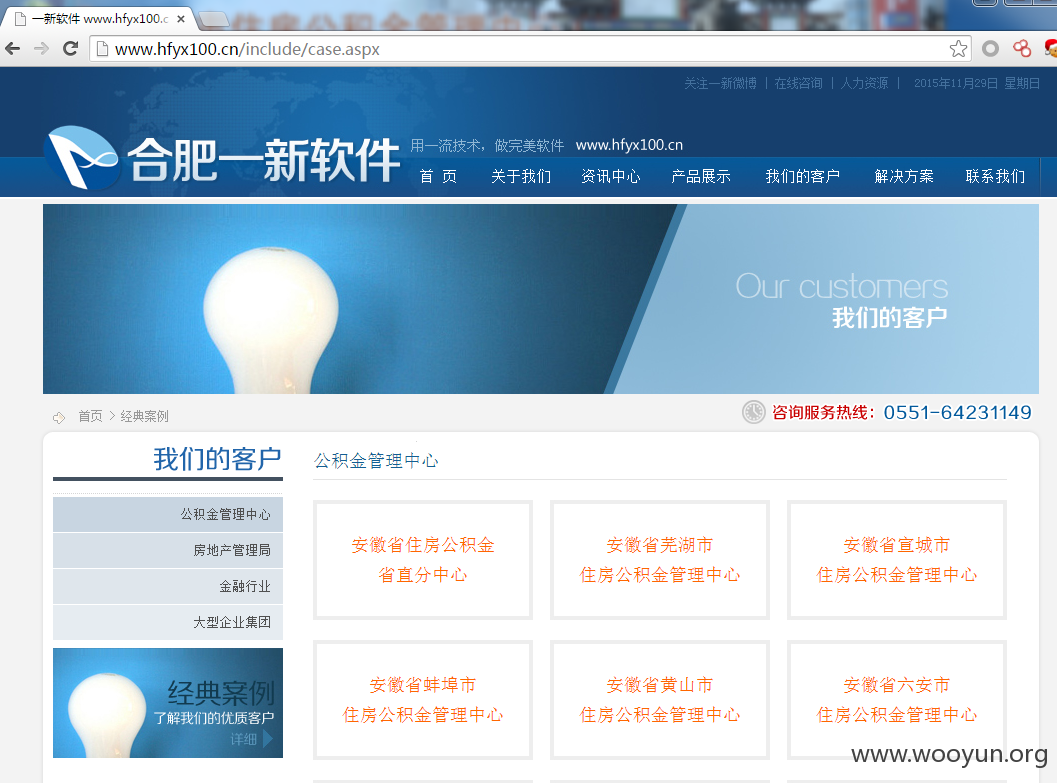 一新软件 www.hfyx100.c
www.hfyx100.cn/include/case.aspx
关注一新微博 | 在线咨询 | 人力资源 | 2015年11月29日 星期日
合肥一新软件
用一流技术，做完美软件 www.hfyx100.cn
首 页 关于我们 资讯中心 产品展示 我们的客户 解决方案 联系我们
Our customers
我们的客户
首页 > 经典案例
咨询服务热线：0551-64231149
我们的客户
公积金管理中心
房地产管理局
金融行业
大型企业集团
经典案例
了解我们的优质客户
详细
公积金管理中心
安徽省住房公积金
省直分中心
安徽省芜湖市
住房公积金管理中心
安徽省宣城市
住房公积金管理中心
安徽省蚌埠市
住房公积金管理中心
安徽省黄山市
住房公积金管理中心
安徽省六安市
住房公积金管理中心
www.wooyun.org